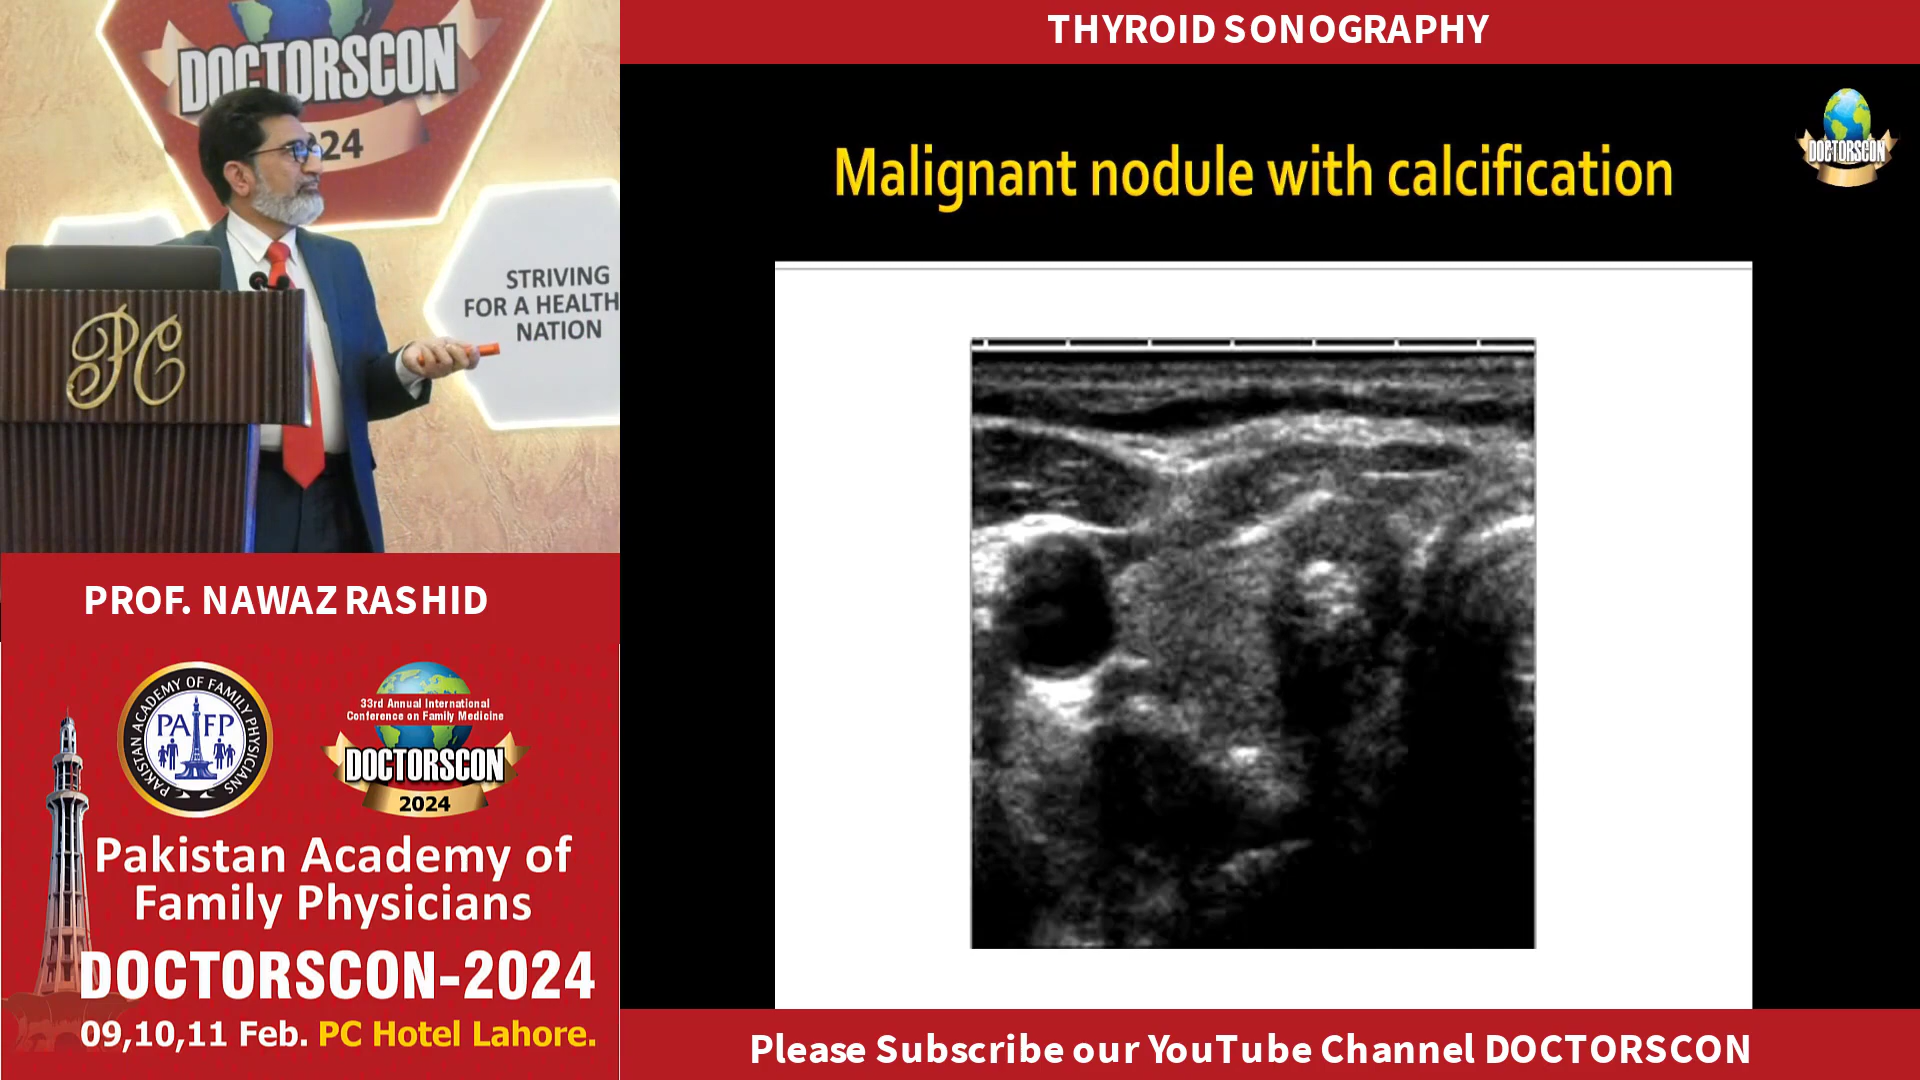 DOCTORSCON
24
STRIVING
FOR A HEALTH
NATION
PC
PROF. NAWAZ RASHID
PAKISTAN ACADEMY OF FAMILY PHYSICIANS
PAFP
33rd Annual International
Conference on Family Medicine
DOCTORSCON
2024
Pakistan Academy of
Family Physicians
DOCTORSCON-2024
09,10,11 Feb. PC Hotel Lahore.
THYROID SONOGRAPHY
DOCTORSCON
Malignant nodule with calcification
Please Subscribe our YouTube Channel DOCTORSCON